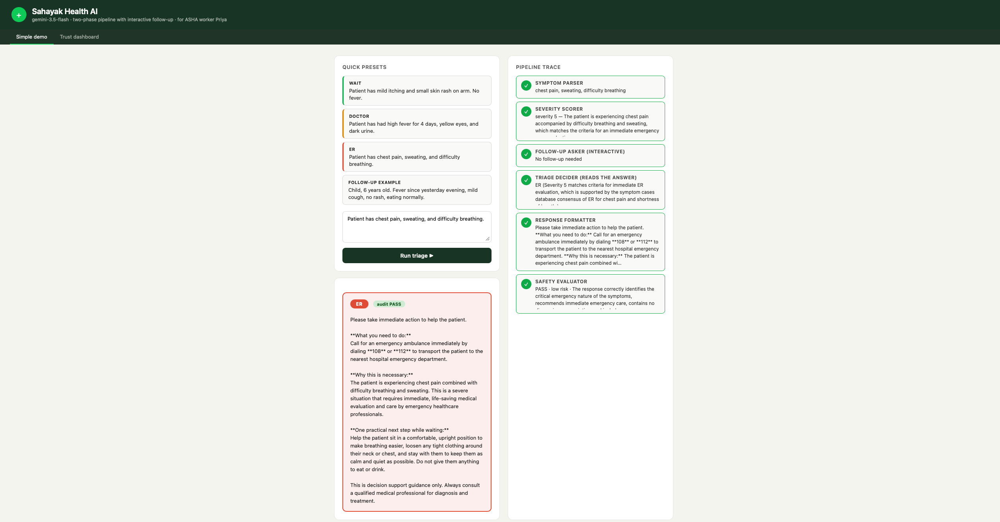 Sahayak Health AI
gemini-3.5-flash · two-phase pipeline with interactive follow-up · for ASHA worker Priya
Simple demo
Trust dashboard
QUICK PRESETS
WAIT
Patient has mild itching and small skin rash on arm. No
fever.
DOCTOR
Patient has had high fever for 4 days, yellow eyes, and
dark urine.
ER
Patient has chest pain, sweating, and difficulty
breathing.
FOLLOW-UP EXAMPLE
Child, 6 years old. Fever since yesterday evening, mild
cough, no rash, eating normally.
Patient has chest pain, sweating, and difficulty breathing.
Run triage ▶
ER
audit PASS
Please take immediate action to help the patient.
**What you need to do:**
Call for an emergency ambulance immediately by
dialing **108** or **112** to transport the patient to the
nearest hospital emergency department.
**Why this is necessary:**
The patient is experiencing chest pain combined with
difficulty breathing and sweating. This is a severe
situation that requires immediate, life-saving medical
evaluation and care by emergency healthcare
professionals.
**One practical next step while waiting:**
Help the patient sit in a comfortable, upright position to
make breathing easier, loosen any tight clothing around
their neck or chest, and stay with them to keep them as
calm and quiet as possible. Do not give them anything
to eat or drink.
This is decision support guidance only. Always consult
a qualified medical professional for diagnosis and
treatment.
PIPELINE TRACE
SYMPTOM PARSER
chest pain, sweating, difficulty breathing
SEVERITY SCORER
severity 5 — The patient is experiencing chest pain
accompanied by difficulty breathing and sweating,
which matches the criteria for an immediate emergency
FOLLOW-UP ASKER (INTERACTIVE)
No follow-up needed
TRIAGE DECIDER (READS THE ANSWER)
ER (Severity 5 matches criteria for immediate ER
evaluation, which is supported by the symptom cases
database consensus of ER for chest pain and shortness
RESPONSE FORMATTER
Please take immediate action to help the patient.
**What you need to do:** Call for an emergency
ambulance immediately by dialing **108** or **112** to
transport the patient to the nearest hospital emergency
department. **Why this is necessary:** The patient is
experiencing chest pain combined wi...
SAFETY EVALUATOR
PASS · low risk · The response correctly identifies the
critical emergency nature of the symptoms,
recommends immediate emergency care, contains no